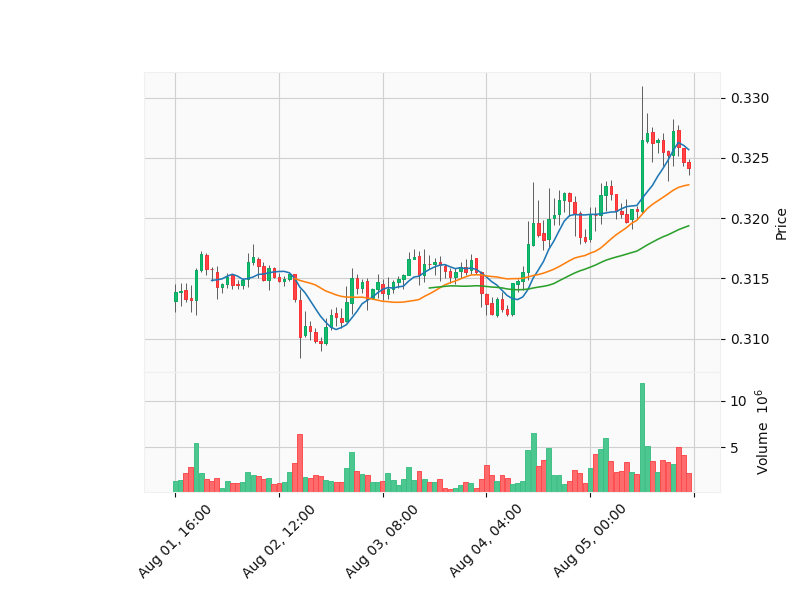 0.330
0.325
0.320
0.315
0.310
Price
10
5
Volume 10^6
Aug 01, 16:00
Aug 02, 12:00
Aug 03, 08:00
Aug 04, 04:00
Aug 05, 00:00